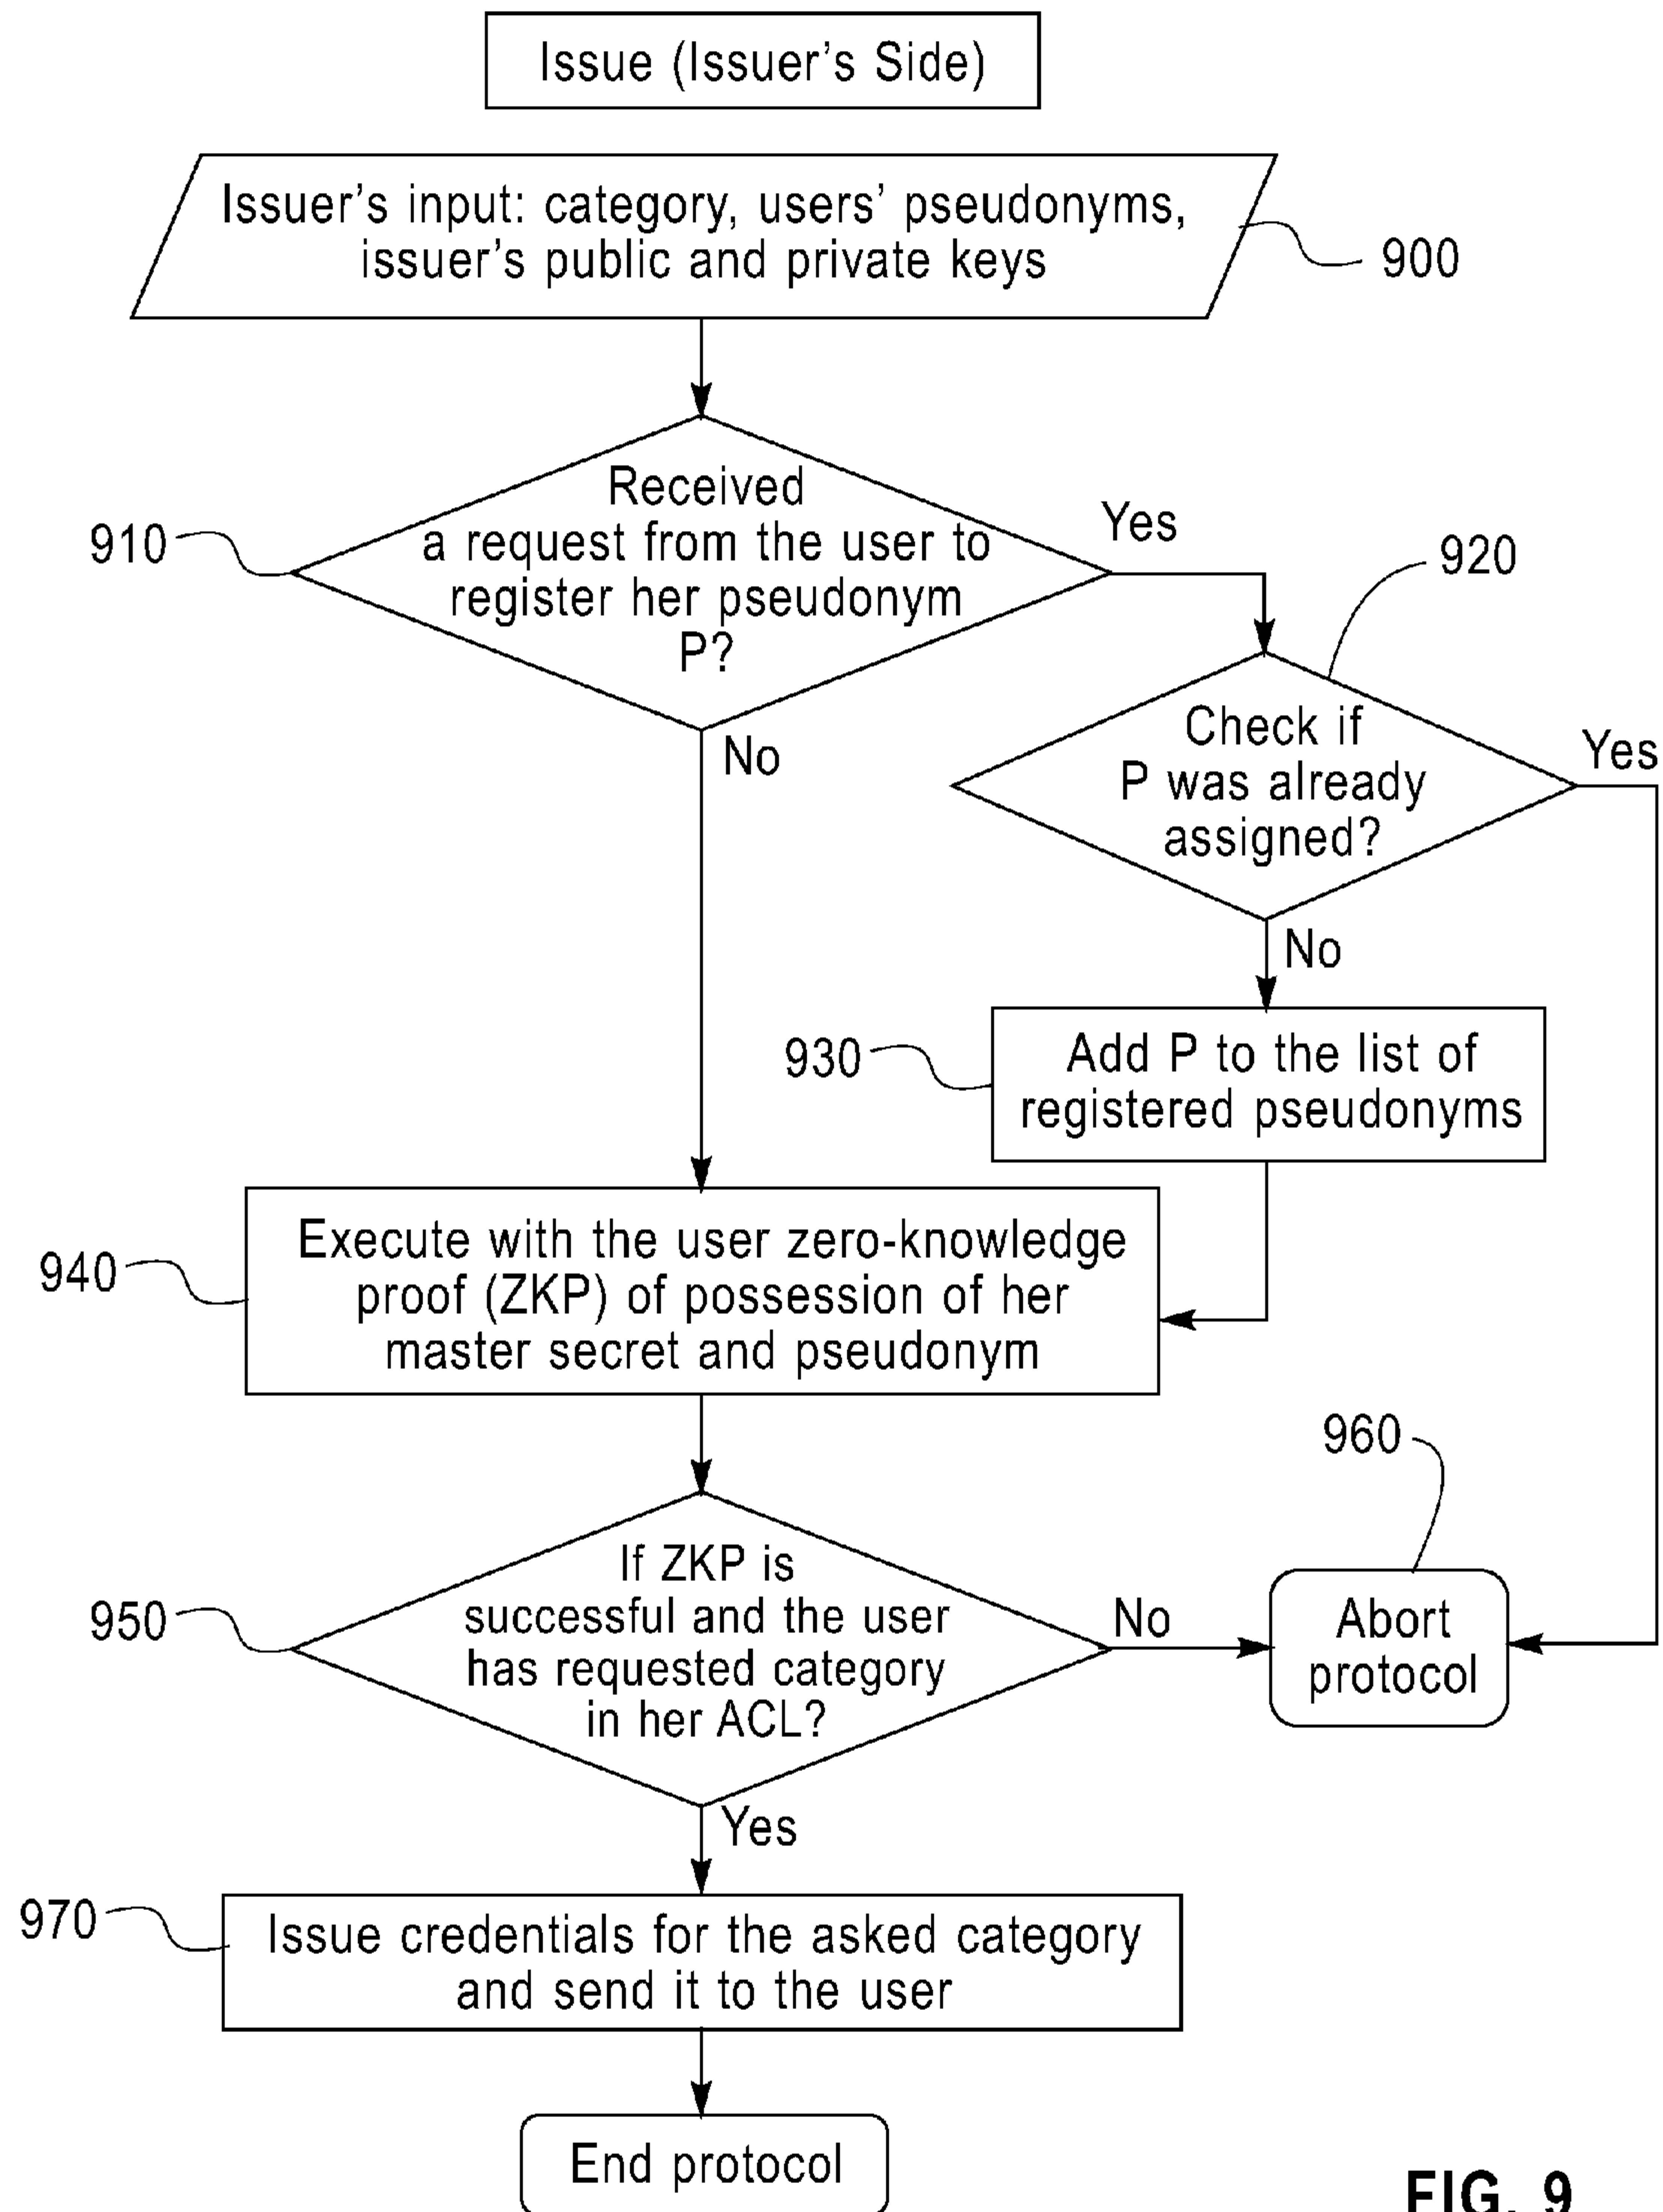 Issue (Issuer's Side)
Issuer's input: category, users' pseudonyms,
issuer's public and private keys
900
Received
a request from the user to
register her pseudonym
P?
910
Yes
No
920
Check if
P was already
assigned?
Yes
No
930
Add P to the list of
registered pseudonyms
940
Execute with the user zero-knowledge
proof (ZKP) of possession of her
master secret and pseudonym
950
If ZKP is
successful and the user
has requested category
in her ACL?
No
960
Abort
protocol
Yes
970
Issue credentials for the asked category
and send it to the user
End protocol
FIG. 9